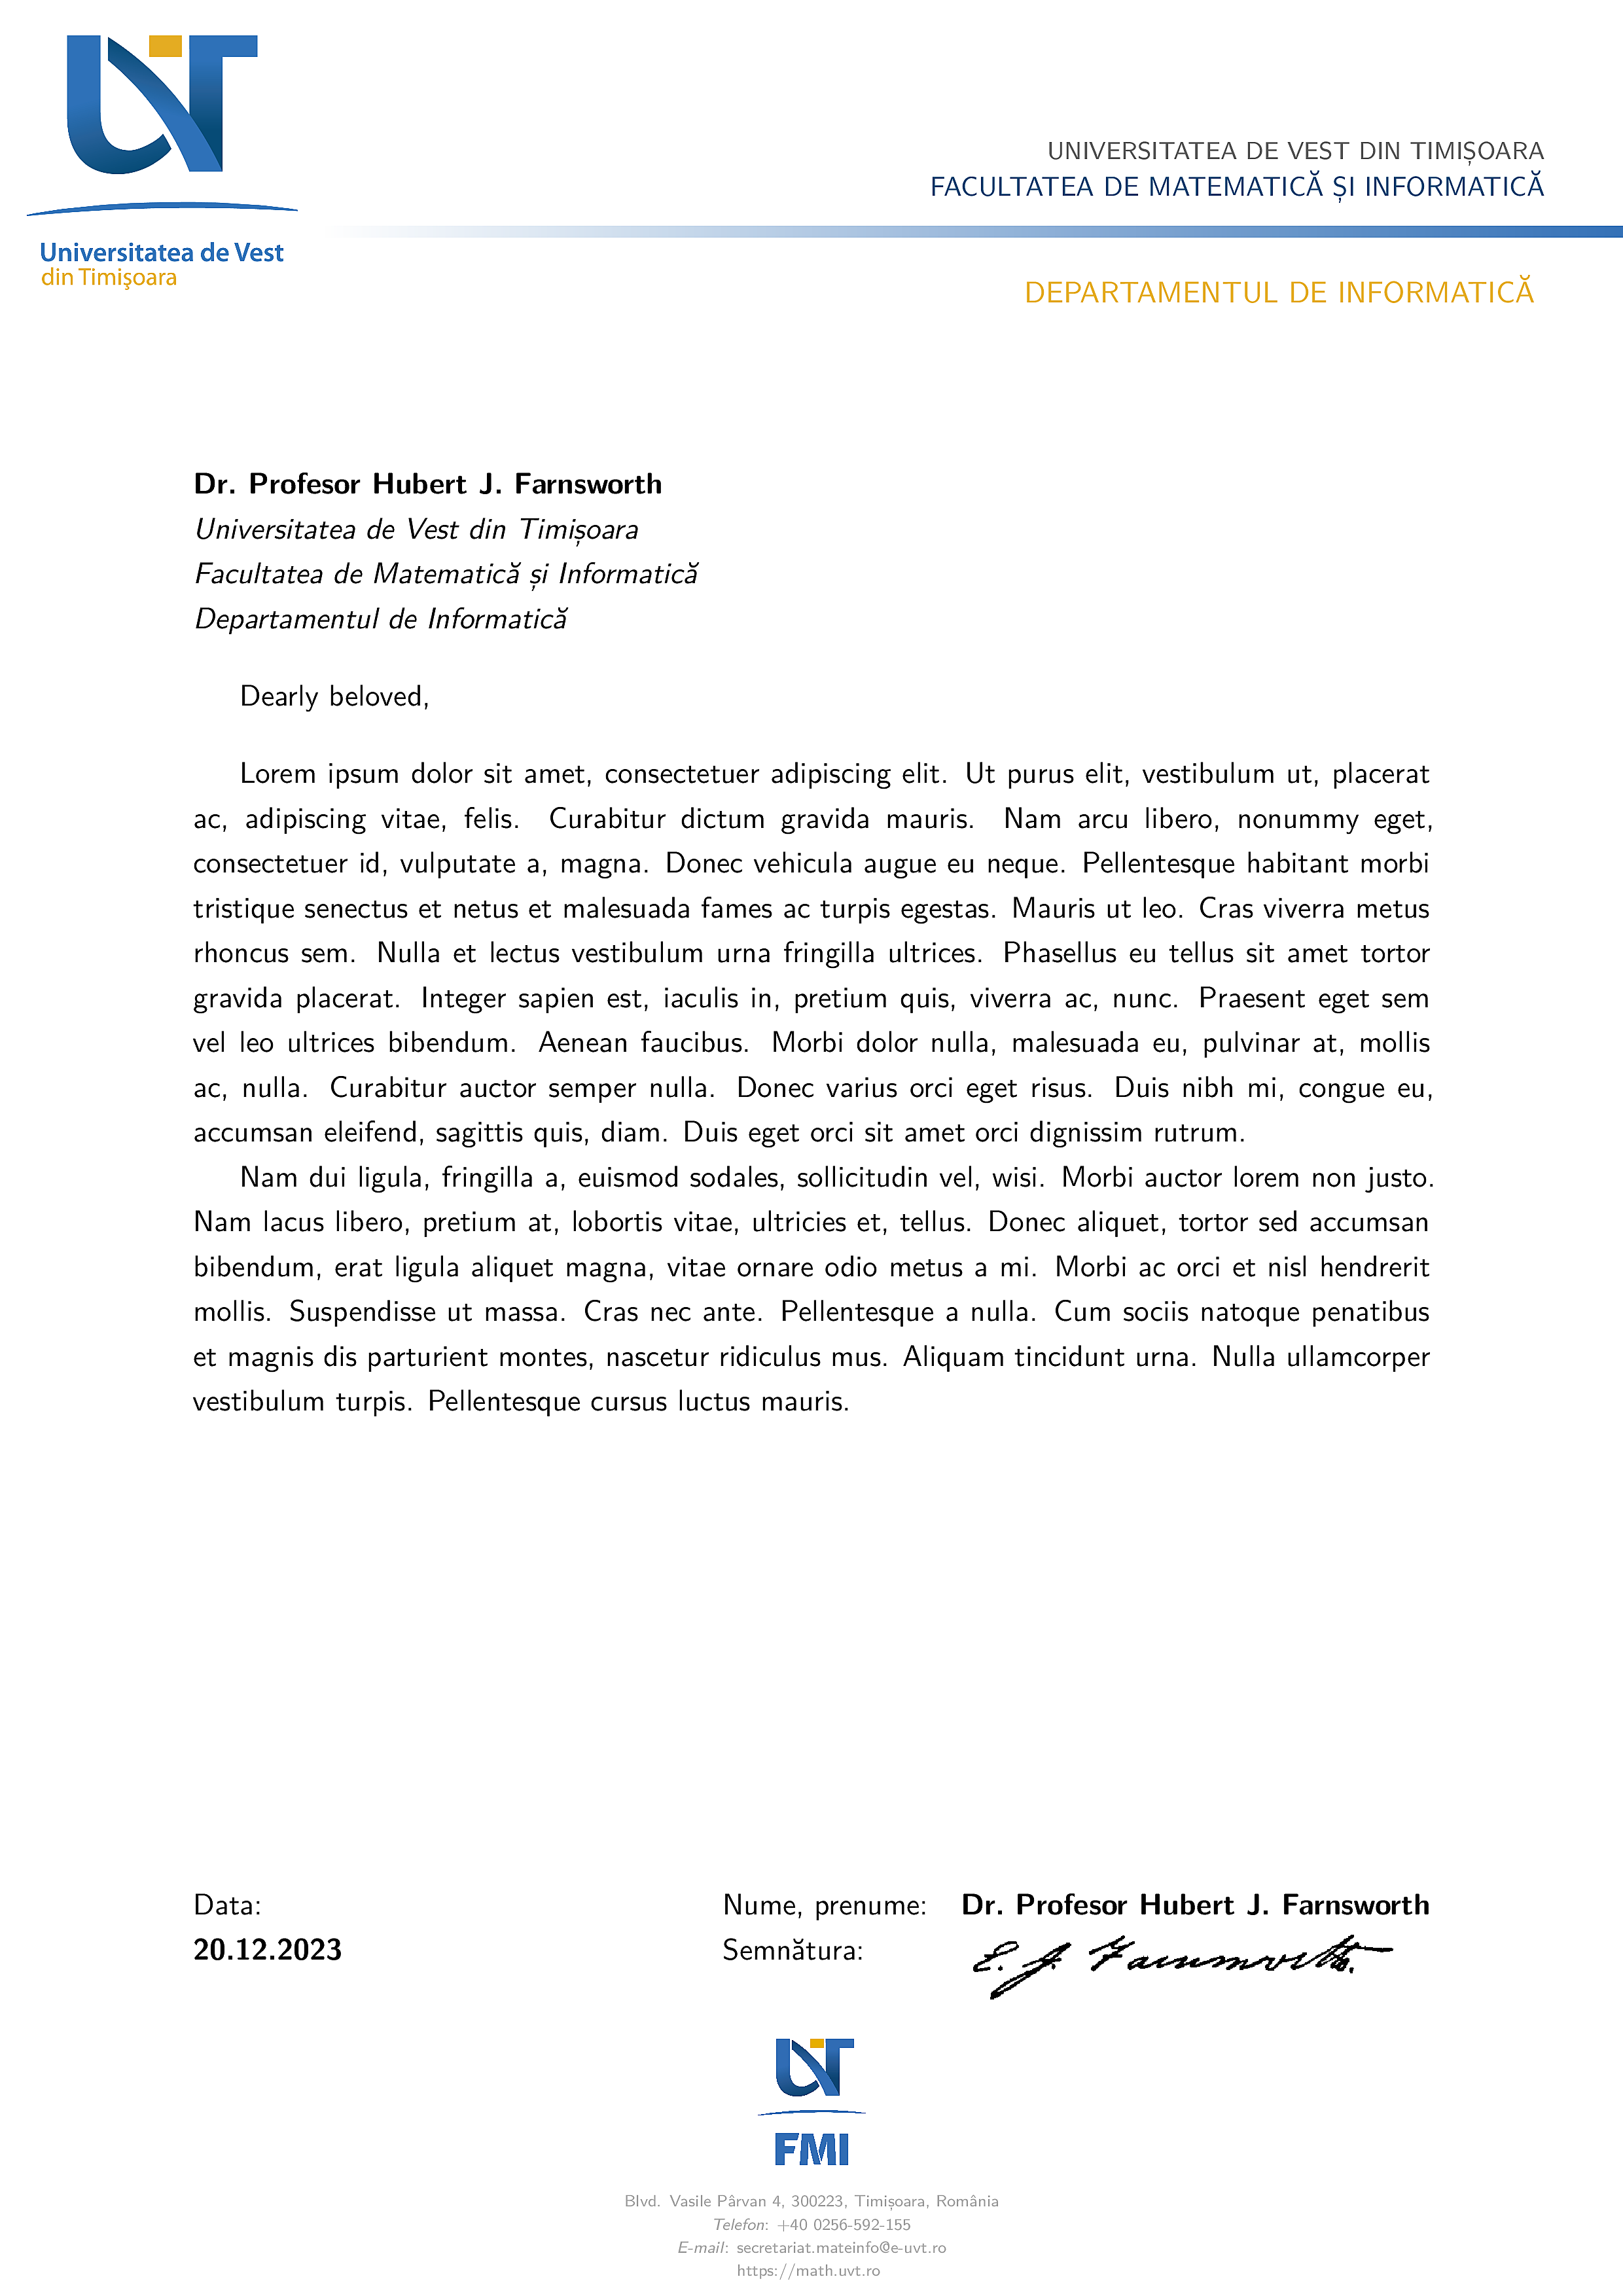 UVT
Universitatea de Vest
din Timişoara
UNIVERSITATEA DE VEST DIN TIMIȘOARA
FACULTATEA DE MATEMATICĂ ȘI INFORMATICĂ
DEPARTAMENTUL DE INFORMATICĂ
Dr. Profesor Hubert J. Farnsworth
Universitatea de Vest din Timișoara
Facultatea de Matematică și Informatică
Departamentul de Informatică
Dearly beloved,
Lorem ipsum dolor sit amet, consectetuer adipiscing elit. Ut purus elit, vestibulum ut, placerat
ac, adipiscing vitae, felis. Curabitur dictum gravida mauris. Nam arcu libero, nonummy eget,
consectetuer id, vulputate a, magna. Donec vehicula augue eu neque. Pellentesque habitant morbi
tristique senectus et netus et malesuada fames ac turpis egestas. Mauris ut leo. Cras viverra metus
rhoncus sem. Nulla et lectus vestibulum urna fringilla ultrices. Phasellus eu tellus sit amet tortor
gravida placerat. Integer sapien est, iaculis in, pretium quis, viverra ac, nunc. Praesent eget sem
vel leo ultrices bibendum. Aenean faucibus. Morbi dolor nulla, malesuada eu, pulvinar at, mollis
ac, nulla. Curabitur auctor semper nulla. Donec varius orci eget risus. Duis nibh mi, congue eu,
accumsan eleifend, sagittis quis, diam. Duis eget orci sit amet orci dignissim rutrum.
Nam dui ligula, fringilla a, euismod sodales, sollicitudin vel, wisi. Morbi auctor lorem non justo.
Nam lacus libero, pretium at, lobortis vitae, ultricies et, tellus. Donec aliquet, tortor sed accumsan
bibendum, erat ligula aliquet magna, vitae ornare odio metus a mi. Morbi ac orci et nisl hendrerit
mollis. Suspendisse ut massa. Cras nec ante. Pellentesque a nulla. Cum sociis natoque penatibus
et magnis dis parturient montes, nascetur ridiculus mus. Aliquam tincidunt urna. Nulla ullamcorper
vestibulum turpis. Pellentesque cursus luctus mauris.
Data:
20.12.2023
Nume, prenume: Dr. Profesor Hubert J. Farnsworth
Semnătura: E. J. Farnsworth.
UVT
FMI
Blvd. Vasile Pârvan 4, 300223, Timișoara, România
Telefon: +40 0256-592-155
E-mail: secretariat.mateinfo@e-uvt.ro
https://math.uvt.ro